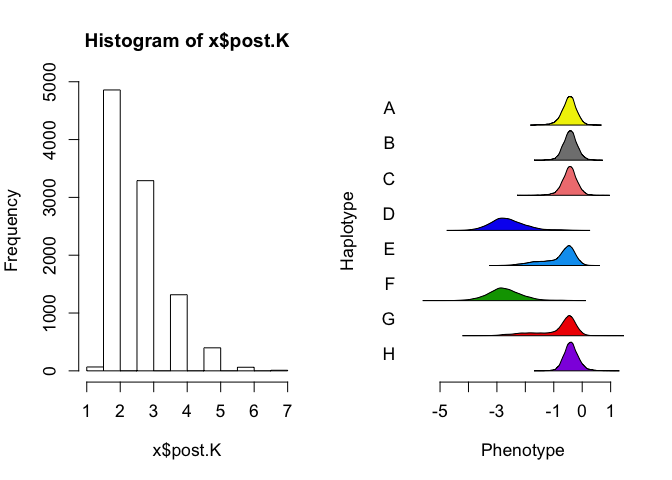 Histogram of x$post.K
Frequency
0
1000
2000
3000
4000
5000
1 2 3 4 5 6 7
x$post.K
Haplotype
A
B
C
D
E
F
G
H
-5 -3 -1 0 1
Phenotype